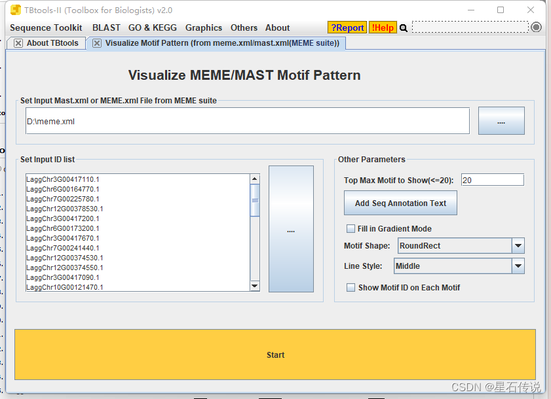 TBtools-II (Toolbox for Biologists) v2.0
Sequence Toolkit BLAST GO & KEGG Graphics Others About ?Report !Help
About TBtools Visualize Motif Pattern (from meme.xml/mast.xml(MEME suite))
Visualize MEME/MAST Motif Pattern
Set Input Mast.xml or MEME.xml File from MEME suite
D:\meme.xml ....
Set Input ID list
LaggChr3G00417110.1
LaggChr6G00164770.1
LaggChr7G00225780.1
LaggChr12G00378530.1
LaggChr3G00417200.1
LaggChr6G00173200.1
LaggChr3G00417670.1
LaggChr7G00241440.1
LaggChr12G00374530.1
LaggChr12G00374550.1
LaggChr3G00417090.1
LaggChr10G00121470.1
....
Other Parameters
Top Max Motif to Show(<=20): 20
Add Seq Annotation Text
Fill in Gradient Mode
Motif Shape: RoundRect
Line Style: Middle
Show Motif ID on Each Motif
Start
CSDN @星石传说